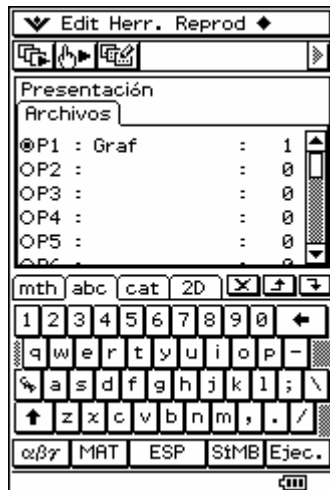 Edit Herr. Reprod ◆
Presentación
Archivos
P1 : Graf : 1
P2 : : 0
P3 : : 0
P4 : : 0
P5 : : 0
mth abc cat 2D
1 2 3 4 5 6 7 8 9 0
q w e r t y u i o p -
a s d f g h j k l ; \
z x c v b n m , . /
αβγ MAT ESP SÍMB Ejec.